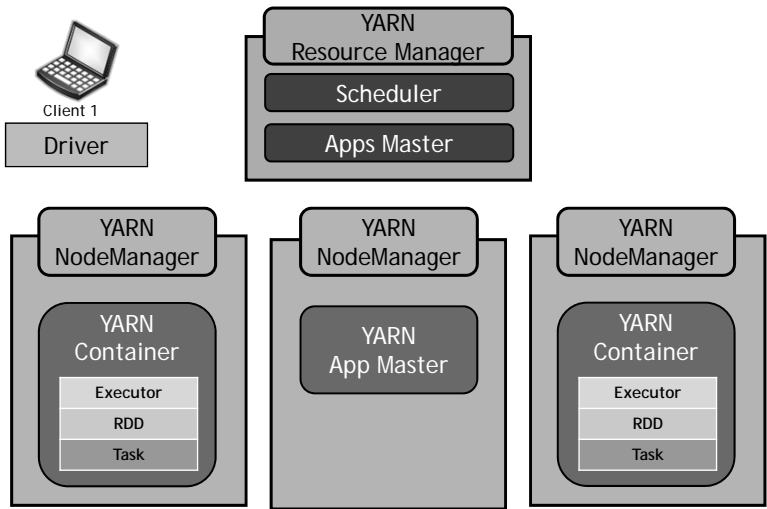 YARN
Resource Manager
Scheduler
Apps Master
Client 1
Driver
YARN
NodeManager
YARN
Container
Executor
RDD
Task
YARN
NodeManager
YARN
App Master
YARN
NodeManager
YARN
Container
Executor
RDD
Task